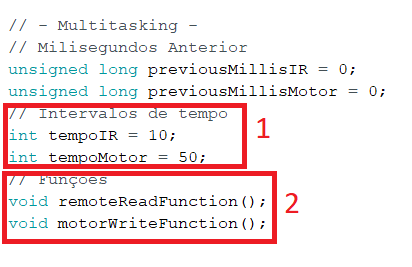 // - Multitasking -
// Milisegundos Anterior
unsigned long previousMillisIR = 0;
unsigned long previousMillisMotor = 0;
// Intervalos de tempo
int tempoIR = 10;
int tempoMotor = 50;
1
// Funçoes
void remoteReadFunction();
void motorWriteFunction();
2